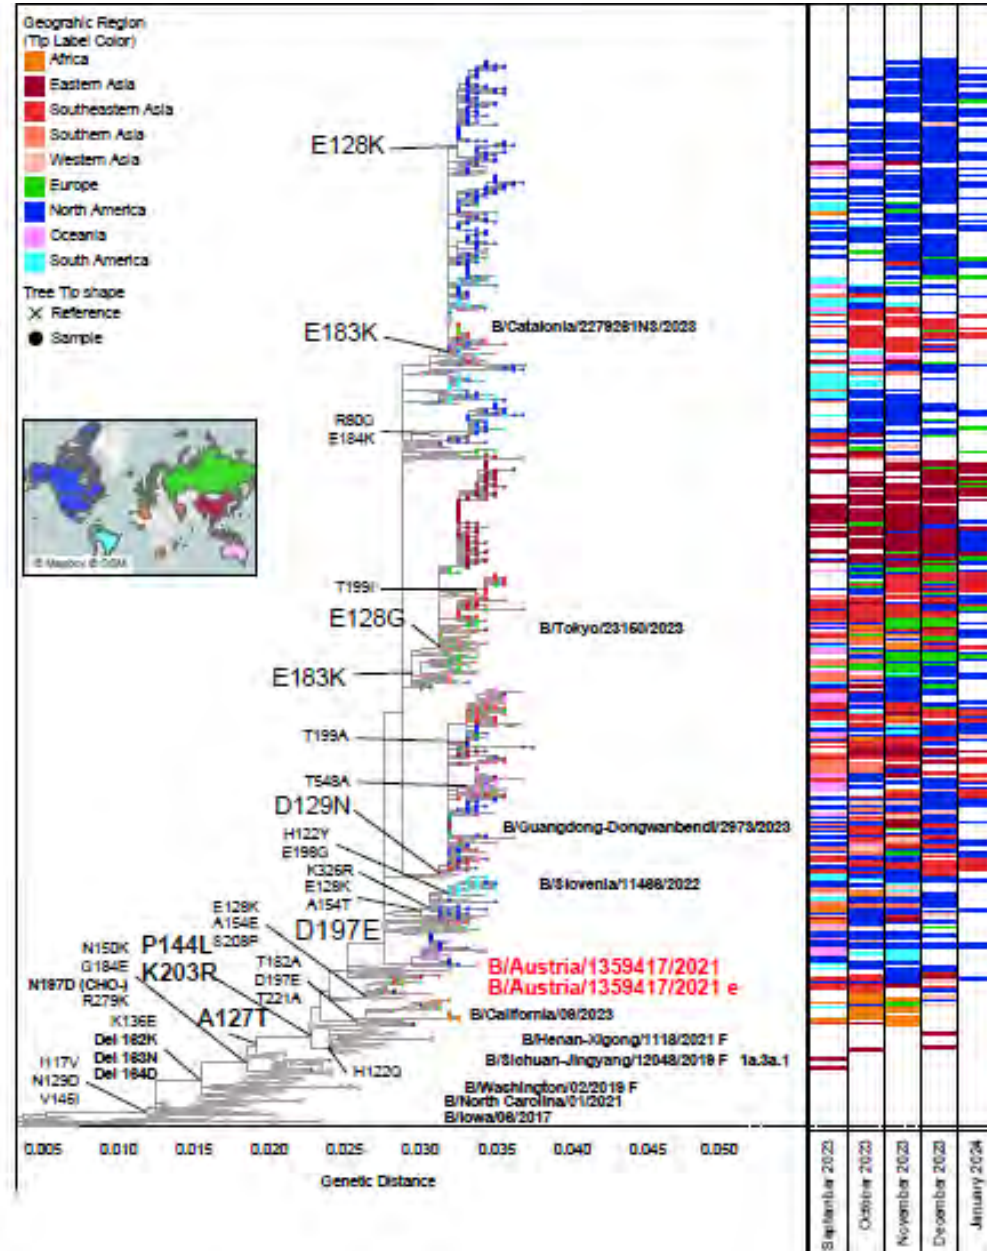 Geograhic Region
(Tip Label Color)
Africa
Eastern Asia
Southeastern Asia
Southern Asia
Western Asia
Europe
North America
Oceania
South America
Tree Tip shape
Reference
Sample
© Mapbox © OSM
E128K
B/Catalonia/2279261NS/2023
E183K
E184K
T199I
E128G
B/Tokyo/23160/2023
E183K
T199A
T548A
D129N
B/Guangdong-Dongwanbendi/2973/2023
H122Y
E198G
K326R
B/Slovenia/11466/2022
E128K
A154T
E128K
A154E
D197E
S208P
N150K
P144L
G184E
K203R
T182A
B/Austria/1359417/2021
N197D (CHO-)
D197E
B/Austria/1359417/2021 e
R279K
T221A
A127T
B/California/08/2023
K136E
Del 162K
B/Henan-Xigong/1118/2021 F
I117V
Del 163N
B/Sichuan-Jingyang/12048/2019 F 1a.3a.1
N129D
Del 164D
H122Q
V146I
B/Washington/02/2019 F
B/North Carolina/01/2021
B/Iowa/06/2017
0.005 0.010 0.015 0.020 0.025 0.030 0.035 0.040 0.045 0.050
Genetic Distance
September 2023
October 2023
November 2023
December 2023
January 2024